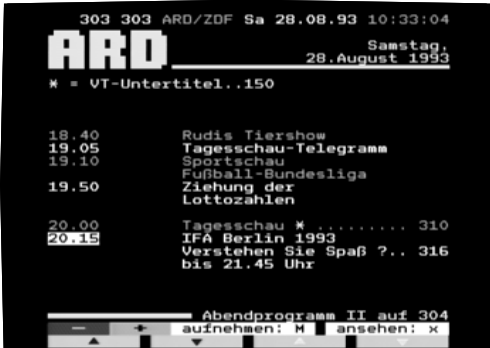 303 303 ARD/ZDF Sa 28.08.93 10:33:04
ARD
Samstag,
28.August 1993
* = VT-Untertitel..150
18.40 Rudis Tiershow
19.05 Tagesschau-Telegramm
19.10 Sportschau
Fußball-Bundesliga
19.50 Ziehung der
Lottozahlen
20.00 Tagesschau * ......... 310
20.15 IFA Berlin 1993
Verstehen Sie Spaß ?.. 316
bis 21.45 Uhr
Abendprogramm II auf 304
- + aufnehmen: M ansehen: x